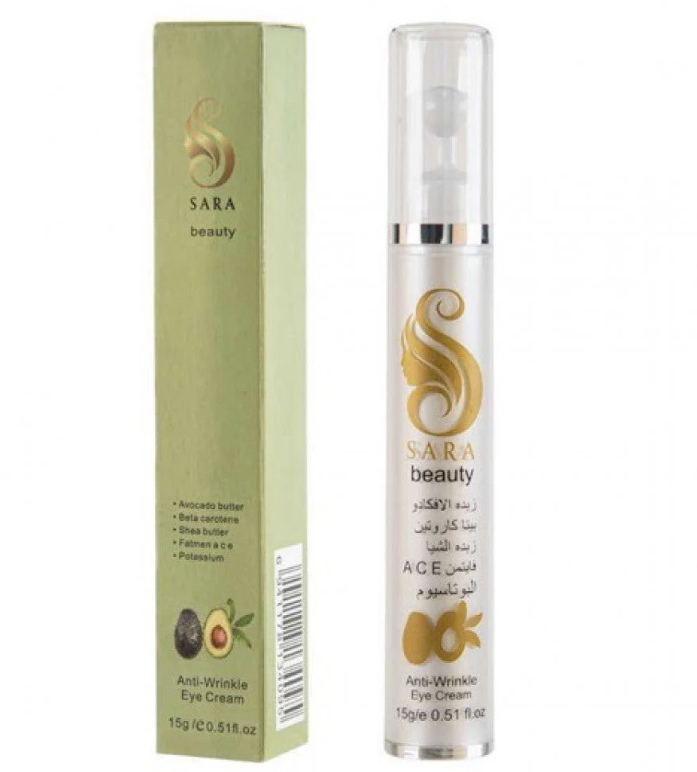 SARA
beauty
• Avocado butter
• Beta carotene
• Shea butter
• Fatmen a c e
• Potassium
Anti-Wrinkle
Eye Cream
15g/e 0.51fl.oz
SARA
beauty
زبده الافكادو
بيتا كاروتين
زبده الشيا
فايتمن A C E
البوتاسيوم
Anti-Wrinkle
Eye Cream
15g/e 0.51 fl.oz